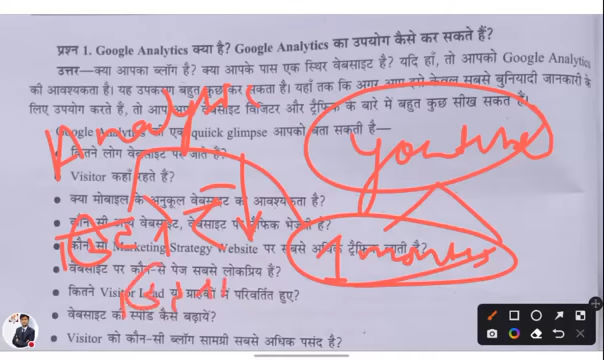 प्रश्न 1. Google Analytics क्या है? Google Analytics का उपयोग कैसे कर सकते हैं?
उत्तर—क्या आपका ब्लॉग है? क्या आपके पास एक स्थिर वेबसाइट है? यदि हाँ, तो आपको Google Analytics
की आवश्यकता है। यह उपकरण बहुत कुछ कर सकता है। यहाँ तक कि अगर आप इसे केवल सबसे बुनियादी जानकारी के
लिए उपयोग करते हैं, तो आप अपने वेबसाइट विजिटर और ट्रैफिक के बारे में बहुत कुछ सीख सकते हैं।
Analytic
Google Analytics की एक quiick glimpse आपको बता सकती है—
youtube
कितने लोग वेबसाइट पर जाते हैं?
Visitor कहाँ रहते हैं?
• क्या मोबाइल के अनुकूल वेबसाइट की आवश्यकता है?
• कौन सी अन्य वेबसाइट, वेबसाइट पर ट्रैफिक भेजती है?
• कौन सी Marketing Strategy Website पर सबसे अधिक ट्रैफिक लाती है?
1 months
• वेबसाइट पर कौन-से पेज सबसे लोकप्रिय है?
• कितने Visitor Lead या ग्राहकों में परिवर्तित हुए?
• वेबसाइट की स्पीड कैसे बढ़ायें?
• Visitor को कौन-सी ब्लॉग सामग्री सबसे अधिक पसंद है?